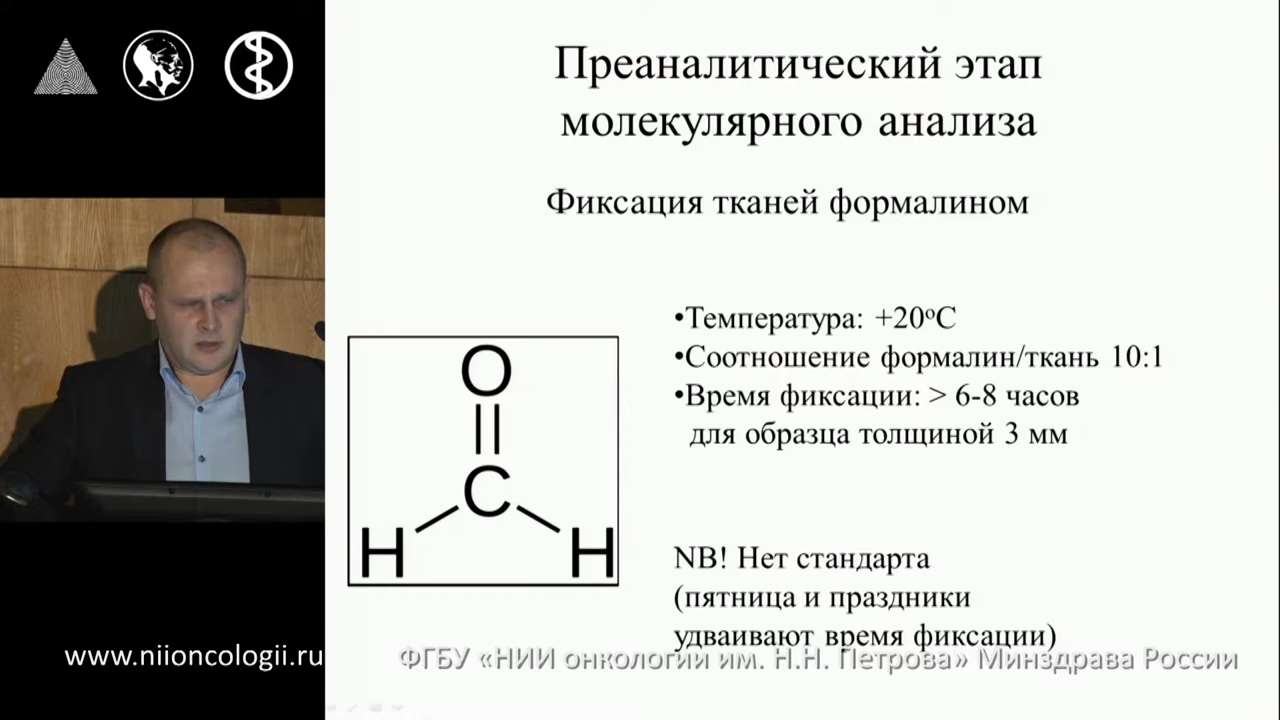 Преаналитический этап
молекулярного анализа
Фиксация тканей формалином
•Температура: +20оС
•Соотношение формалин/ткань 10:1
•Время фиксации: > 6-8 часов
для образца толщиной 3 мм
O
C
H H
NB! Нет стандарта
(пятница и праздники
удваивают время фиксации)
www.niioncologii.ru
ФГБУ «НИИ онкологии им. Н.Н. Петрова» Минздрава России